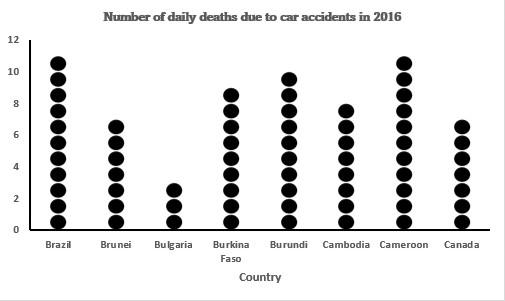 Number of daily deaths due to car accidents in 2016
12
10
8
6
4
2
0
Brazil Brunei Bulgaria Burkina Faso Burundi Cambodia Cameroon Canada
Country